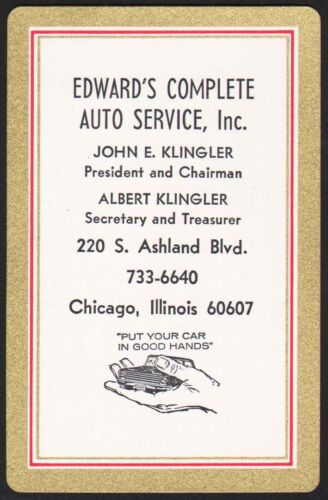 EDWARD'S COMPLETE
AUTO SERVICE, Inc.
JOHN E. KLINGLER
President and Chairman
ALBERT KLINGLER
Secretary and Treasurer
220 S. Ashland Blvd.
733-6640
Chicago, Illinois 60607
"PUT YOUR CAR
IN GOOD HANDS"